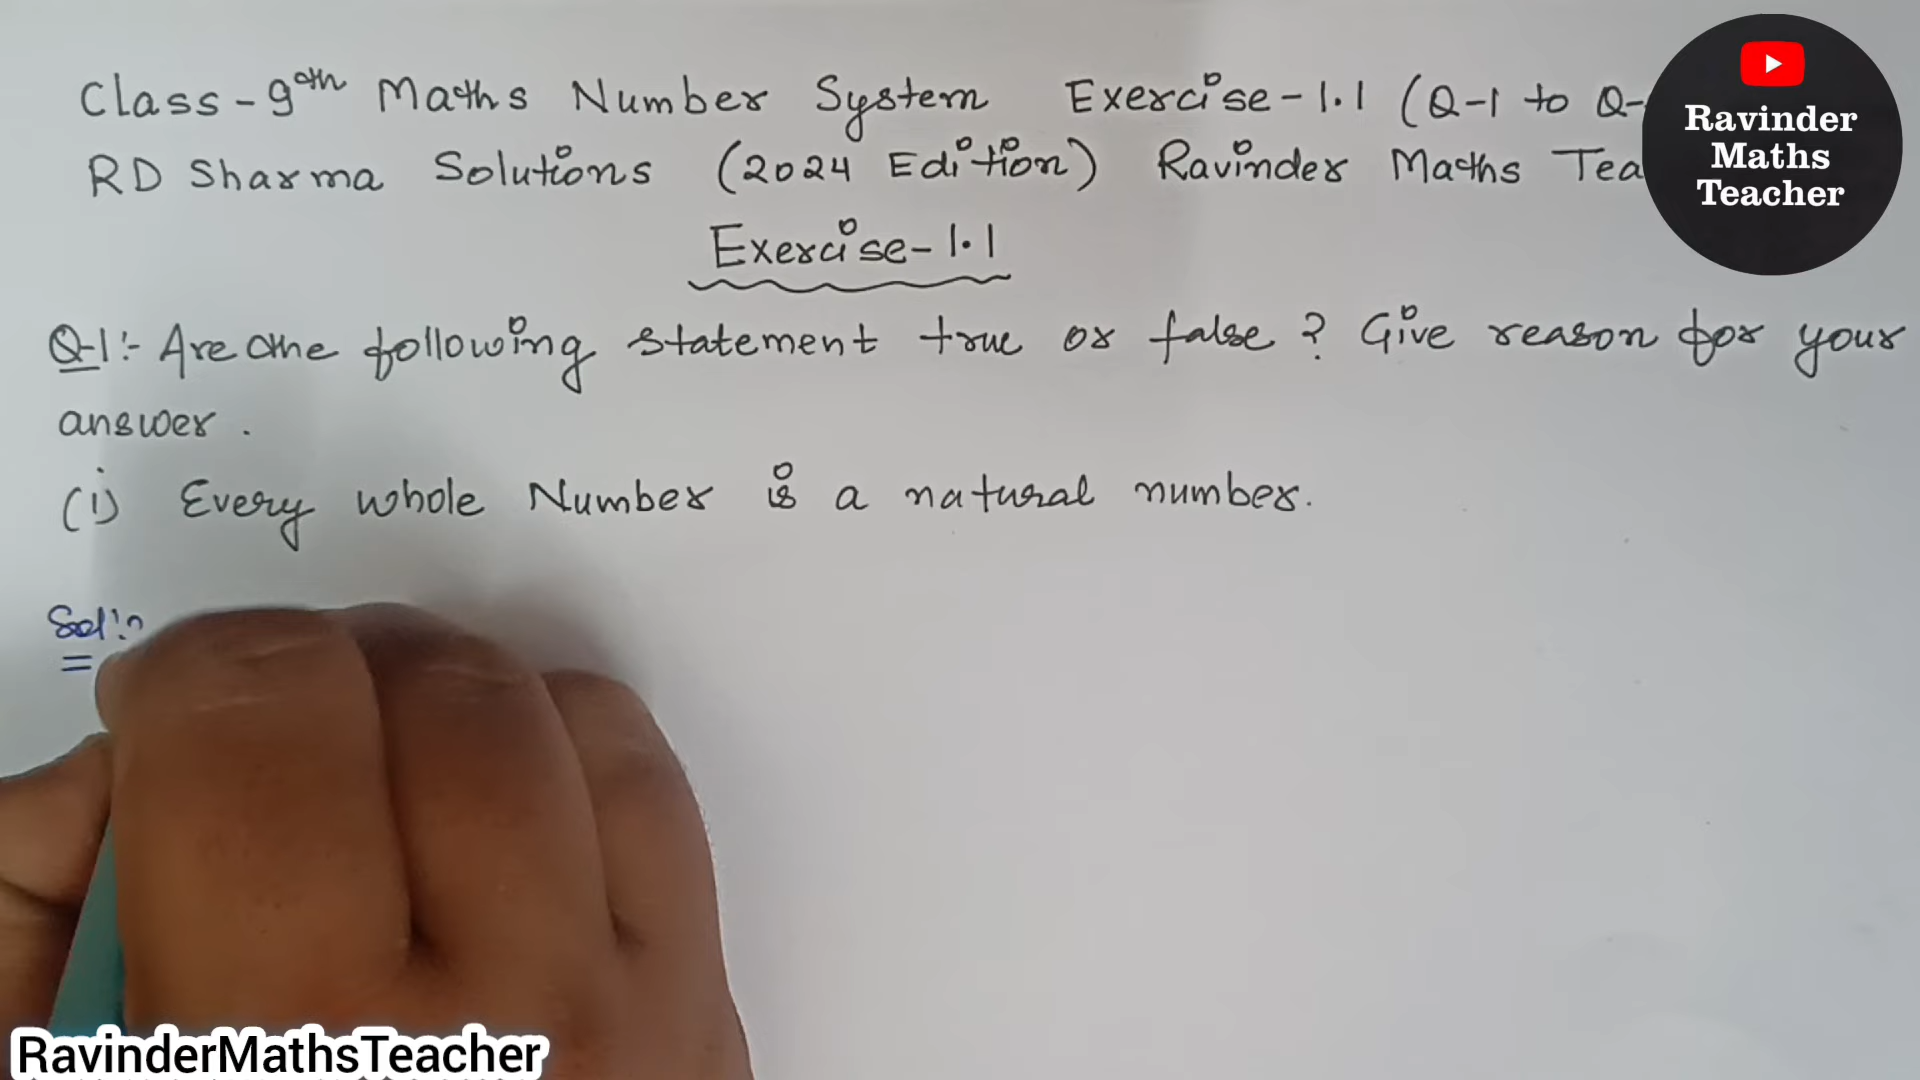 Class-9th Maths Number System Exercise-1.1 (Q-1 to Q-
RD Sharma Solutions (2024 Edition) Ravinder Maths Tea
Ravinder
Maths
Teacher
Exercise-1.1
Q-1:- Are the following statement true or false? Give reason for your
answer.
(i) Every whole Number is a natural number.
Sol:n
RavinderMathsTeacher